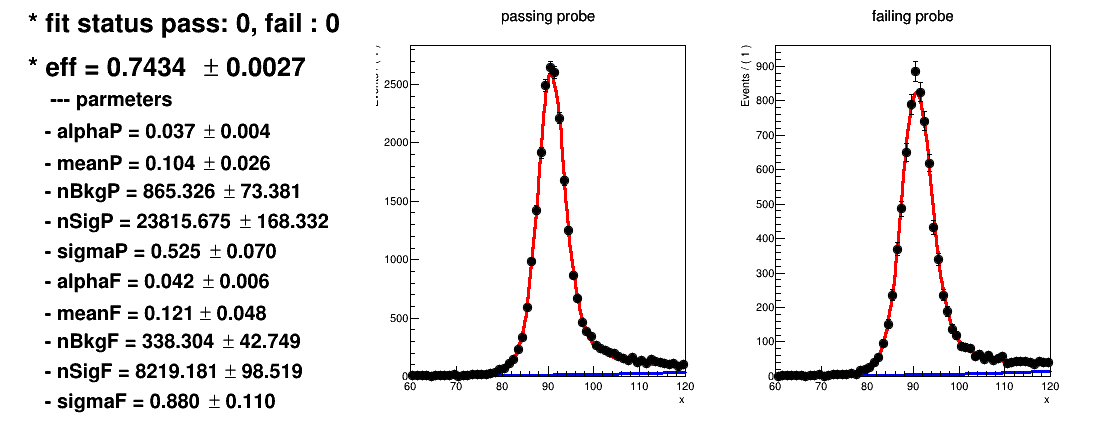 * fit status pass: 0, fail : 0
* eff = 0.7434 ± 0.0027
--- parmeters
- alphaP = 0.037 ± 0.004
- meanP = 0.104 ± 0.026
- nBkgP = 865.326 ± 73.381
- nSigP = 23815.675 ± 168.332
- sigmaP = 0.525 ± 0.070
- alphaF = 0.042 ± 0.006
- meanF = 0.121 ± 0.048
- nBkgF = 338.304 ± 42.749
- nSigF = 8219.181 ± 98.519
- sigmaF = 0.880 ± 0.110
passing probe
2500
2000
1500
1000
500
0
60 70 80 90 100 110 120
x
failing probe
Events / ( 1 )
900
800
700
600
500
400
300
200
100
0
60 70 80 90 100 110 120
x